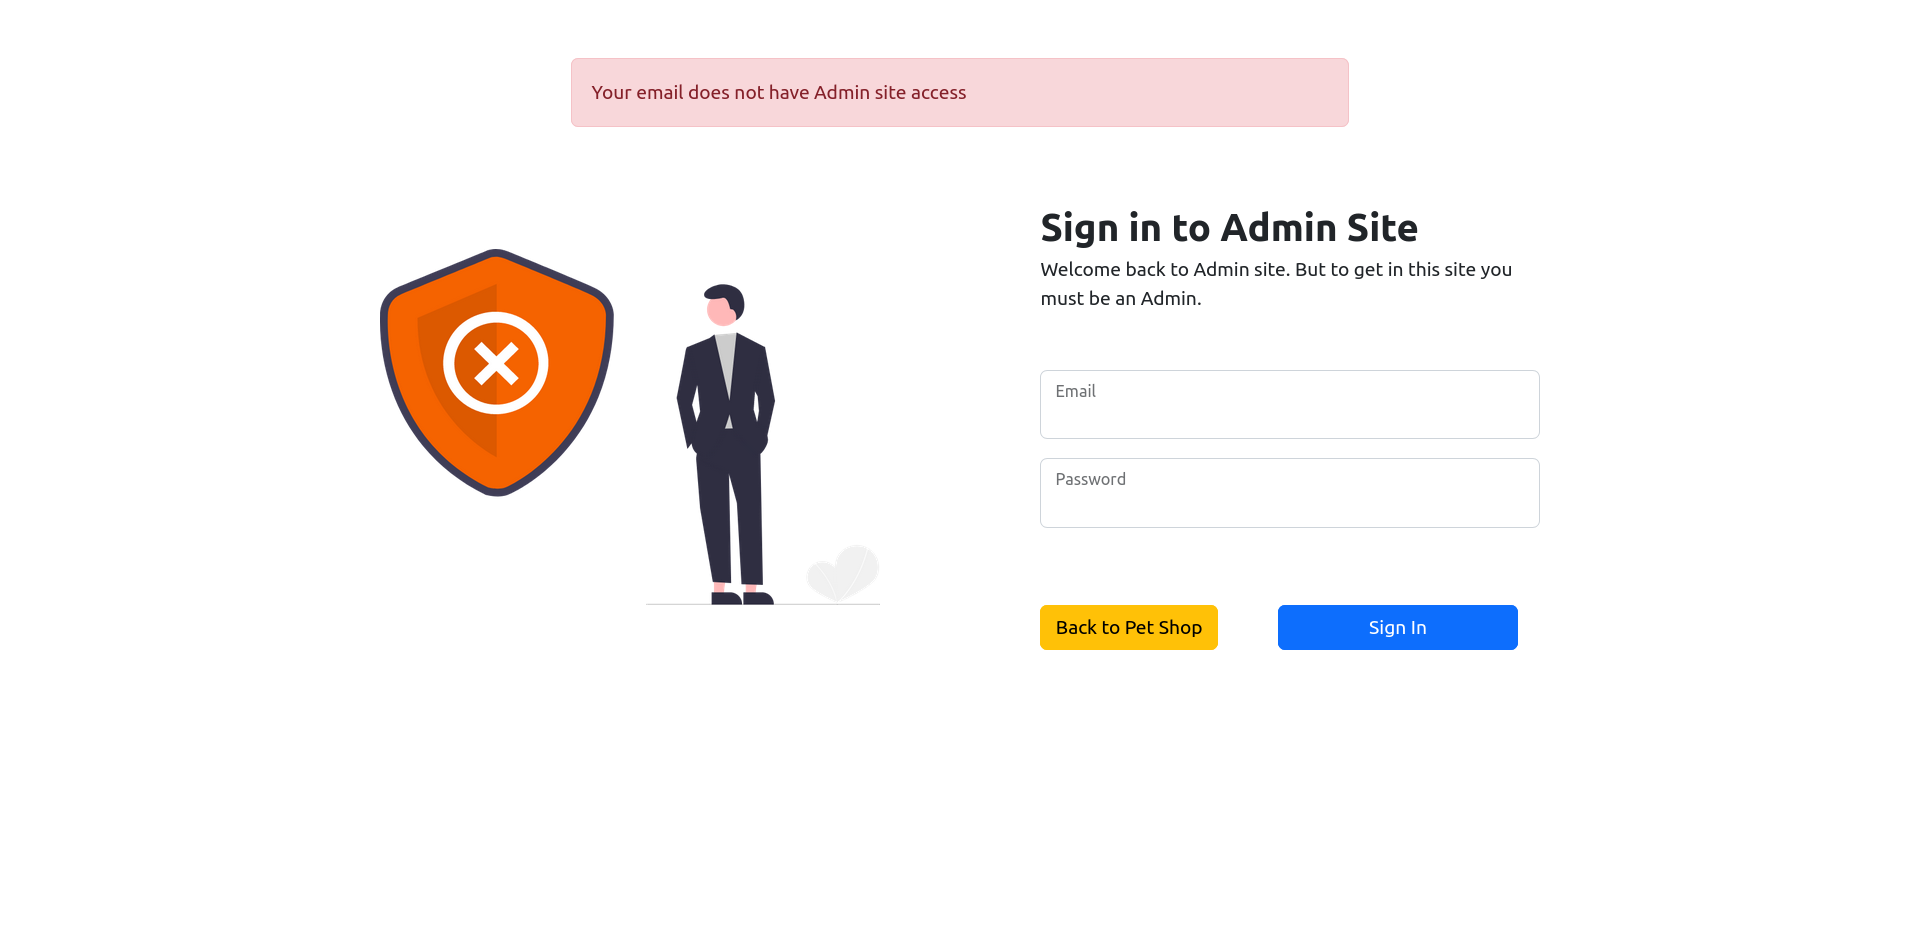 Your email does not have Admin site access
Sign in to Admin Site
Welcome back to Admin site. But to get in this site you
must be an Admin.
Email
Password
Back to Pet Shop
Sign In